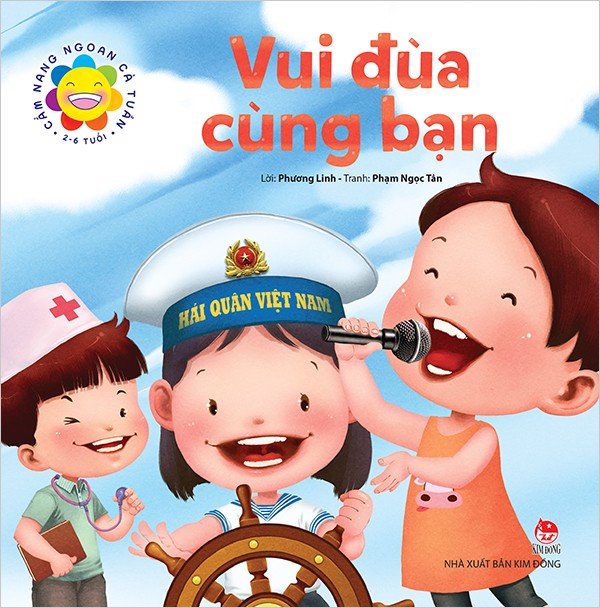 CẨM NANG NGOAN CẢ TUẦN
2-6 TUỔI
Vui đùa
cùng bạn
Lời: Phương Linh - Tranh: Phạm Ngọc Tân
HẢI QUÂN VIỆT NAM
KIM ĐỒNG
NHÀ XUẤT BẢN KIM ĐỒNG